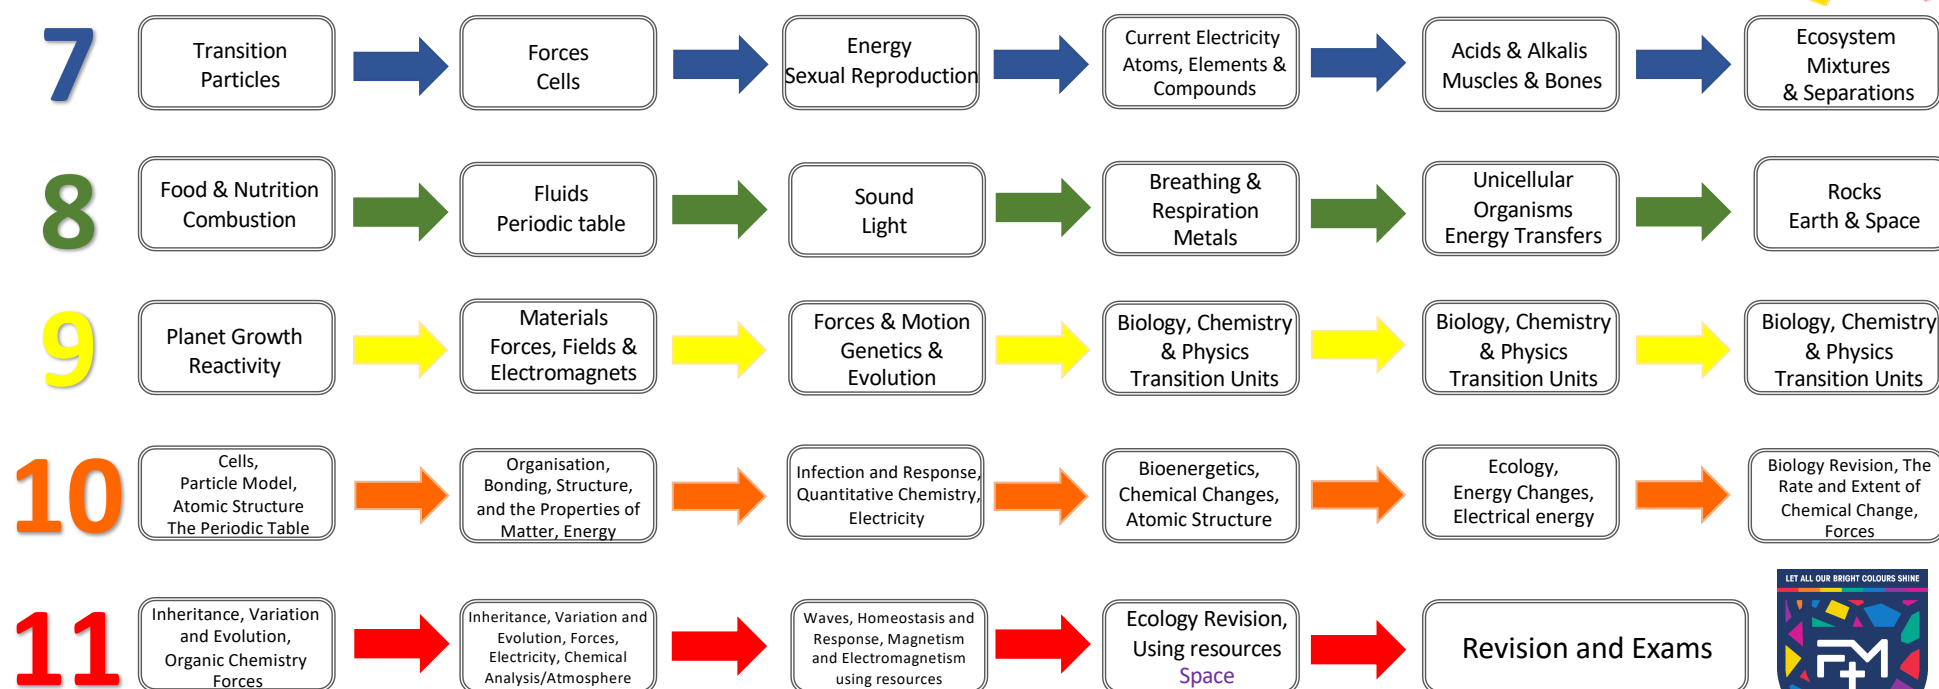 7
Transition
Particles
Forces
Cells
Energy
Sexual Reproduction
Current Electricity
Atoms, Elements &
Compounds
Acids & Alkalis
Muscles & Bones
Ecosystem
Mixtures
& Separations
8
Food & Nutrition
Combustion
Fluids
Periodic table
Sound
Light
Breathing &
Respiration
Metals
Unicellular
Organisms
Energy Transfers
Rocks
Earth & Space
9
Planet Growth
Reactivity
Materials
Forces, Fields &
Electromagnets
Forces & Motion
Genetics &
Evolution
Biology, Chemistry
& Physics
Transition Units
Biology, Chemistry
& Physics
Transition Units
Biology, Chemistry
& Physics
Transition Units
10
Cells,
Particle Model,
Atomic Structure
The Periodic Table
Organisation,
Bonding, Structure,
and the Properties of
Matter, Energy
Infection and Response,
Quantitative Chemistry,
Electricity
Bioenergetics,
Chemical Changes,
Atomic Structure
Ecology,
Energy Changes,
Electrical energy
Biology Revision, The
Rate and Extent of
Chemical Change,
Forces
11
Inheritance, Variation
and Evolution,
Organic Chemistry
Forces
Inheritance, Variation and
Evolution, Forces,
Electricity, Chemical
Analysis/Atmosphere
Waves, Homeostasis and
Response, Magnetism
and Electromagnetism
using resources
Ecology Revision,
Using resources
Space
Revision and Exams
LET ALL OUR BRIGHT COLOURS SHINE
FM